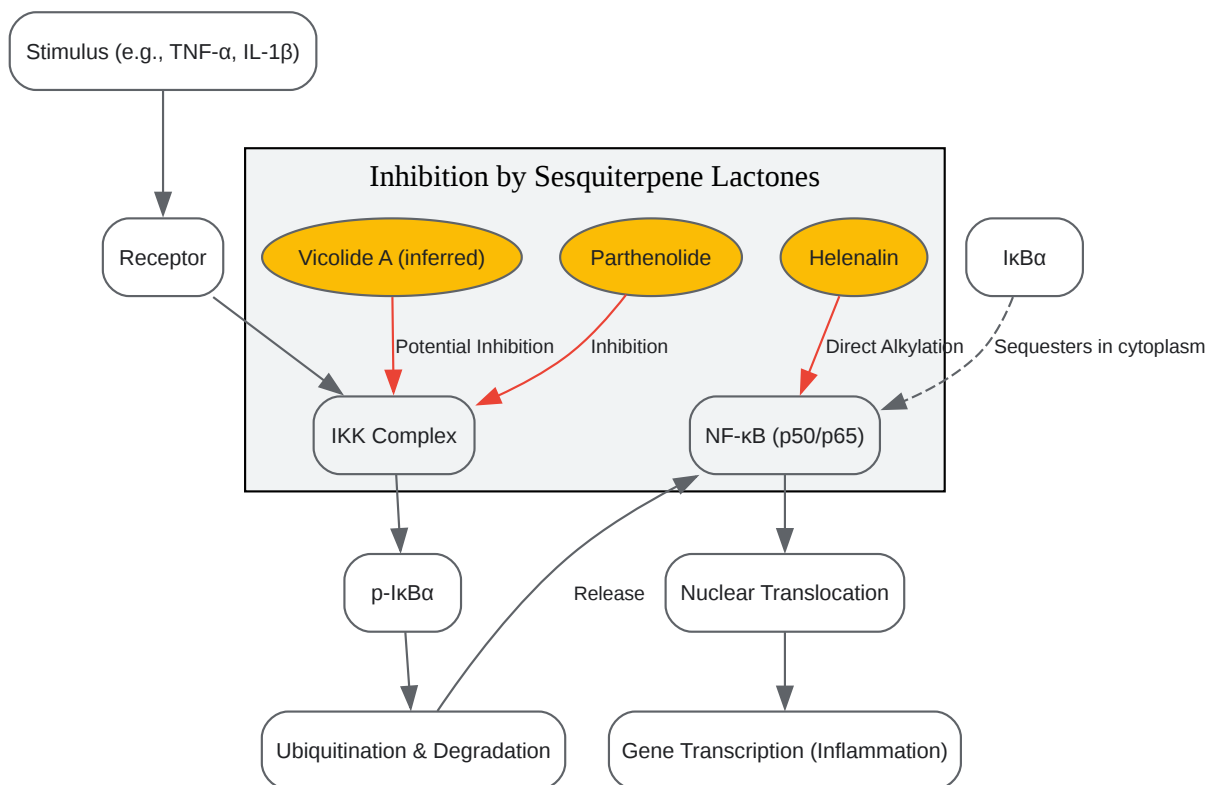 Stimulus (e.g., TNF-α, IL-1β)
Inhibition by Sesquiterpene Lactones
Receptor
Vicolide A (inferred)
Parthenolide
Helenalin
IκBα
Potential Inhibition
Inhibition
Direct Alkylation
Sequesters in cytoplasm
IKK Complex
NF-κB (p50/p65)
p-IκBα
Release
Nuclear Translocation
Ubiquitination & Degradation
Gene Transcription (Inflammation)